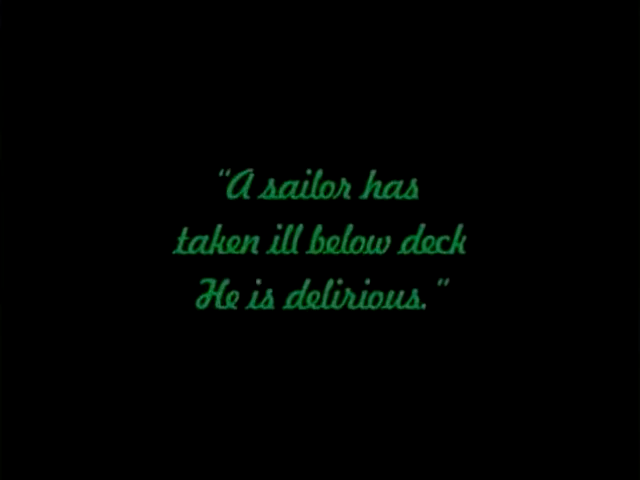 "A sailor has
taken ill below deck
He is delirious."